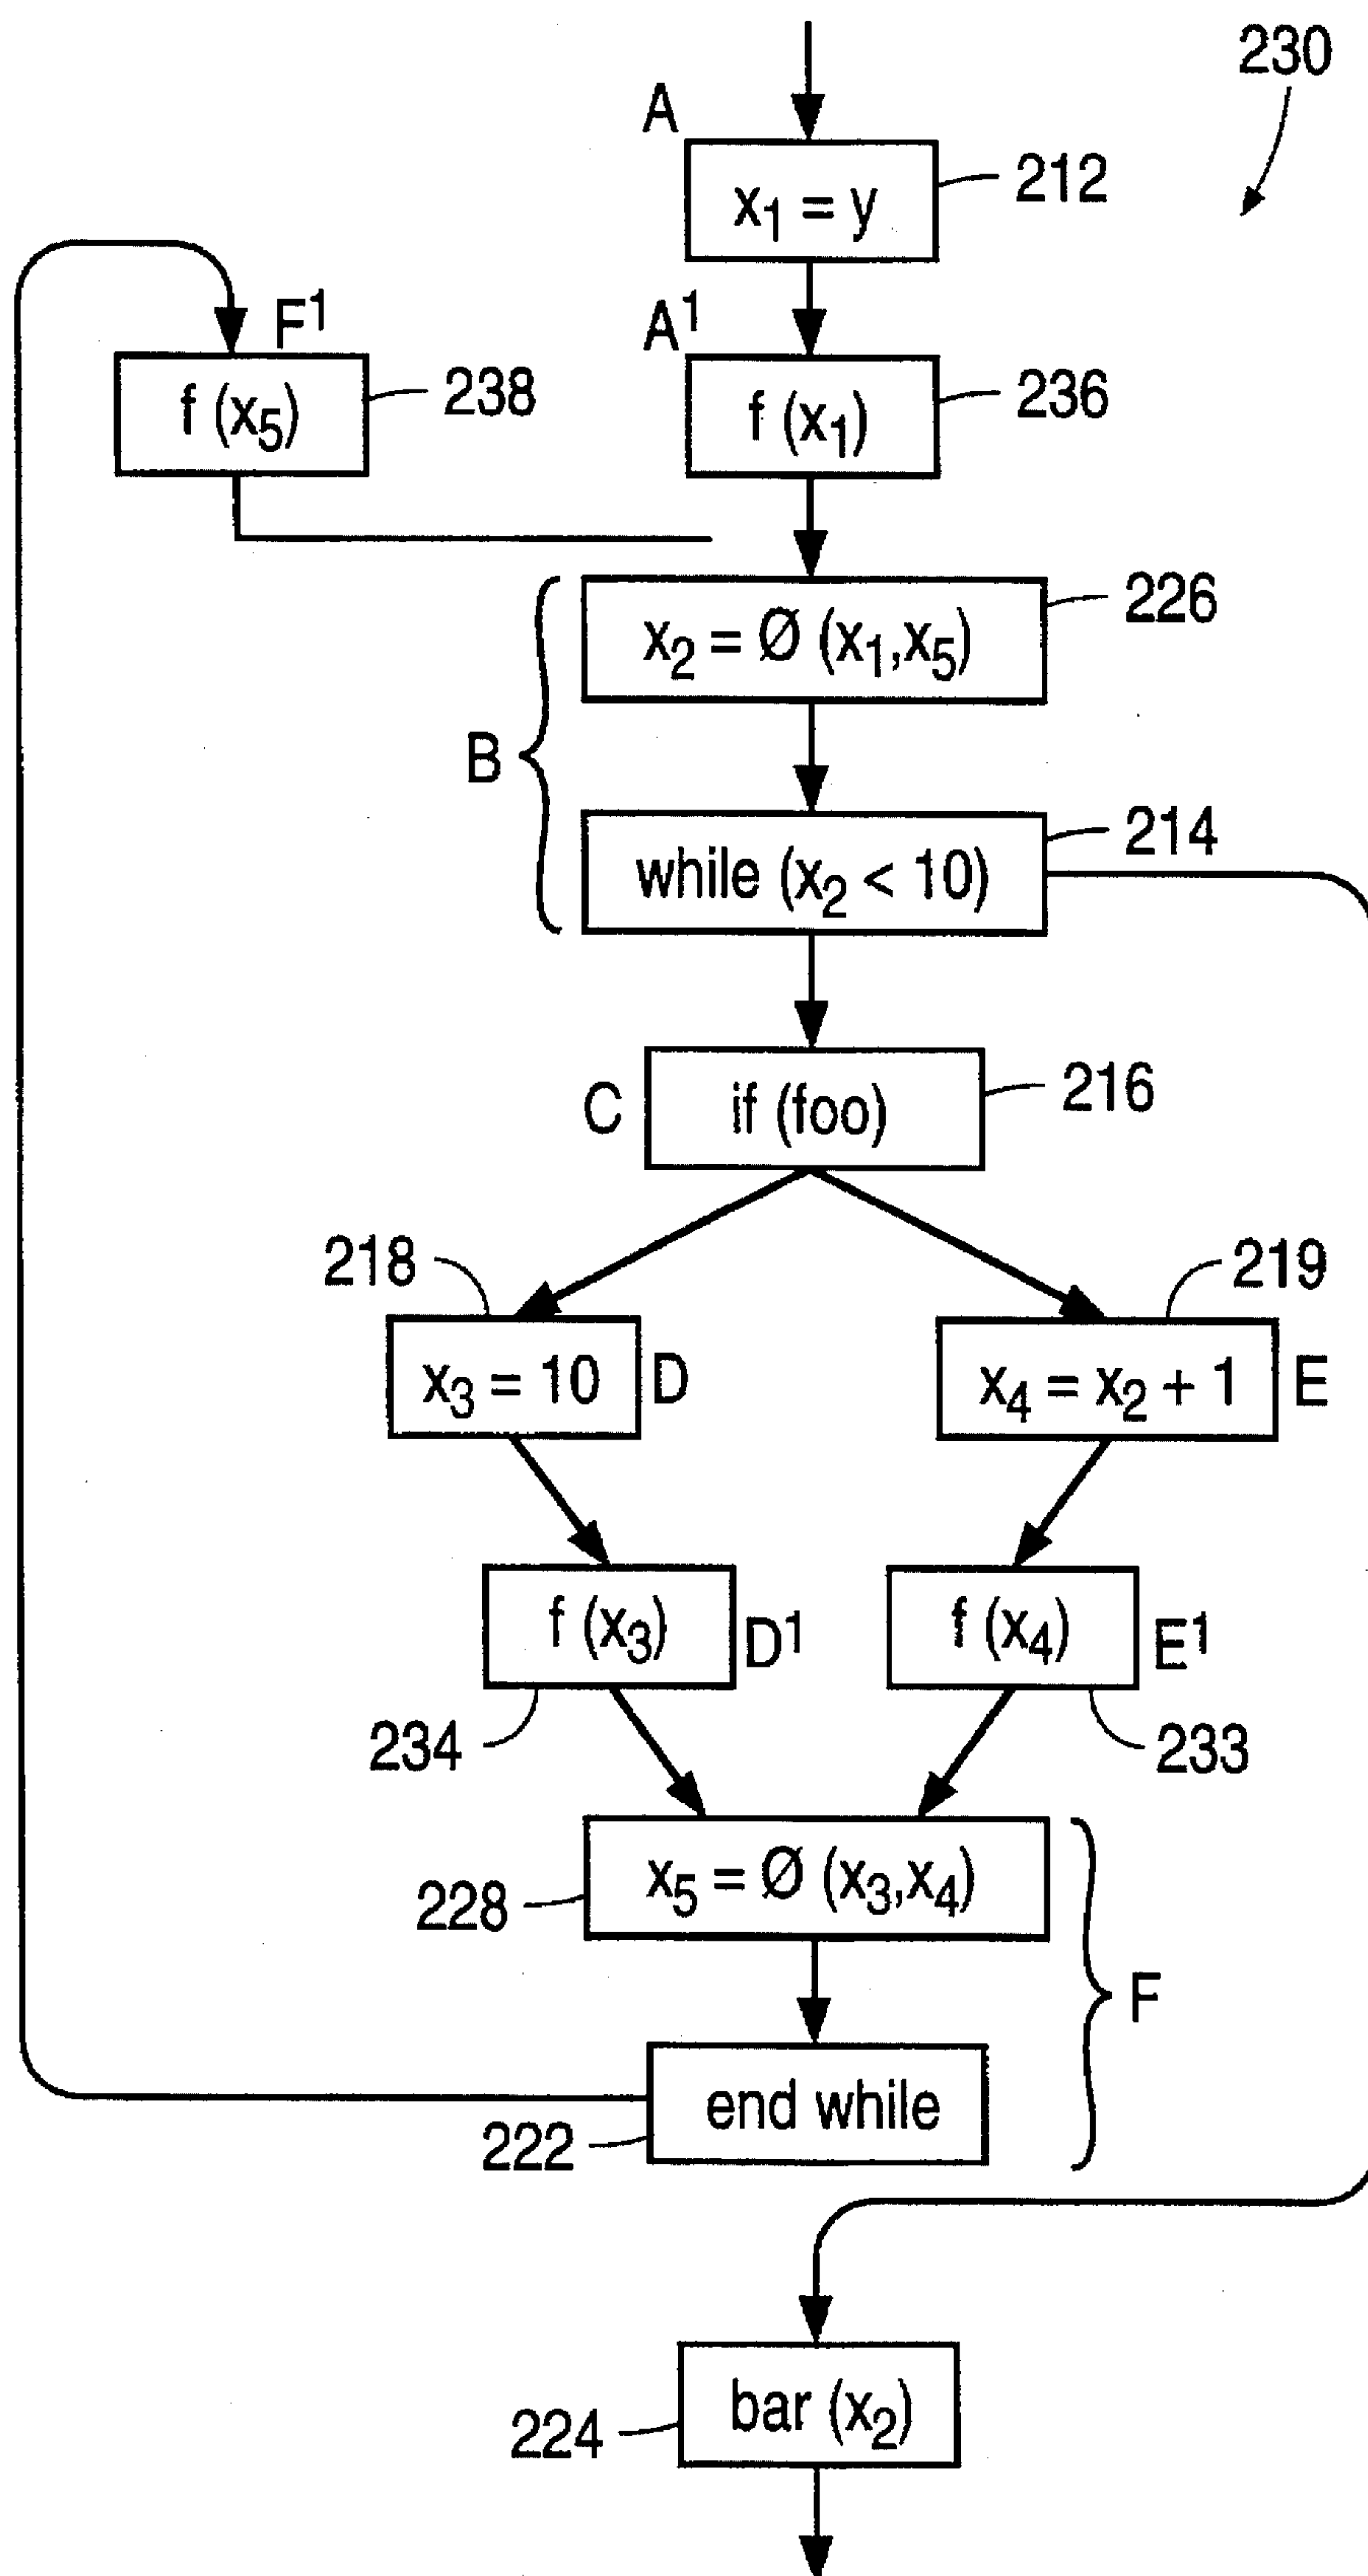 230
A
x₁ = y
212
F¹
A¹
f (x₅)
238
f (x₁)
236
x₂ = Ø (x₁,x₅)
226
B
while (x₂ < 10)
214
C
if (foo)
216
218
219
x₃ = 10
D
x₄ = x₂ + 1
E
f (x₃)
D¹
f (x₄)
E¹
234
233
x₅ = Ø (x₃,x₄)
228
F
end while
222
bar (x₂)
224